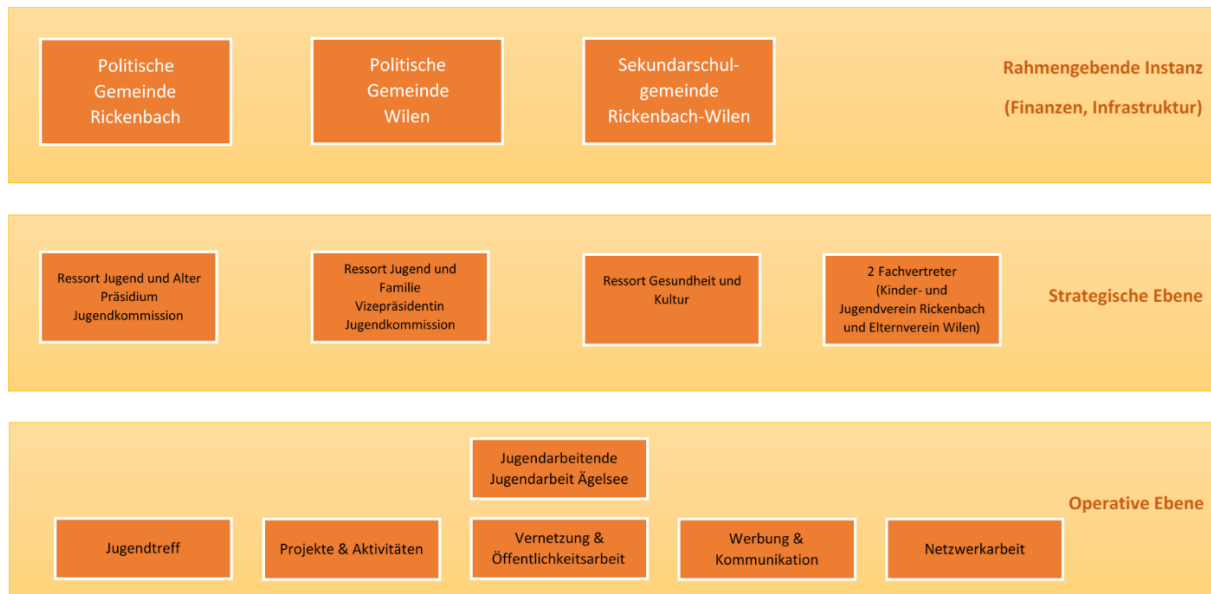 Politische
Gemeinde
Rickenbach
Politische
Gemeinde
Wilen
Sekundarschul-
gemeinde
Rickenbach-Wilen
Rahmengebende Instanz
(Finanzen, Infrastruktur)
Ressort Jugend und Alter
Präsidium
Jugendkommission
Ressort Jugend und
Familie
Vizepräsidentin
Jugendkommission
Ressort Gesundheit und
Kultur
2 Fachvertreter
(Kinder- und
Jugendverein Rickenbach
und Elternverein Wilen)
Strategische Ebene
Jugendarbeitende
Jugendarbeit Ägelsee
Operative Ebene
Jugendtreff
Projekte & Aktivitäten
Vernetzung &
Öffentlichkeitsarbeit
Werbung &
Kommunikation
Netzwerkarbeit